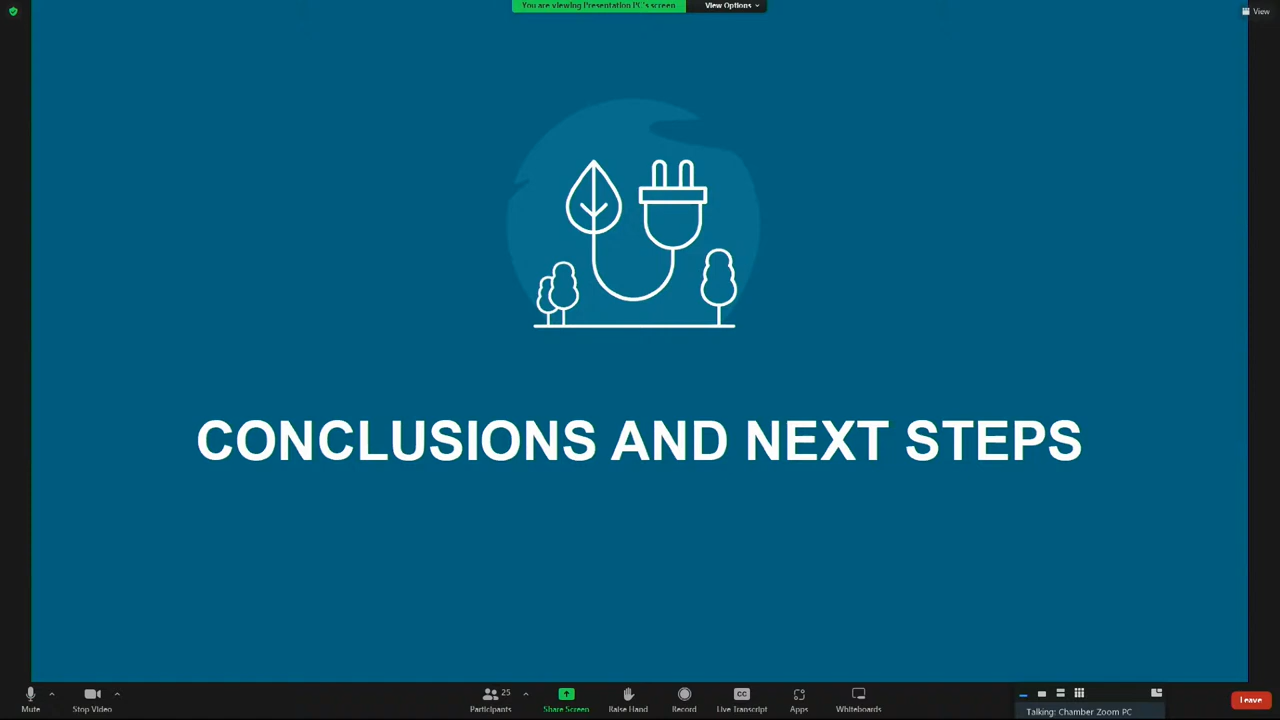 You are viewing Presentation PC's screen
View Options
View
CONCLUSIONS AND NEXT STEPS
Mute
Stop Video
25
Participants
Share Screen
Raise Hand
Record
CC
Live Transcript
Apps
Whiteboards
Talking: Chamber Zoom PC
Leave